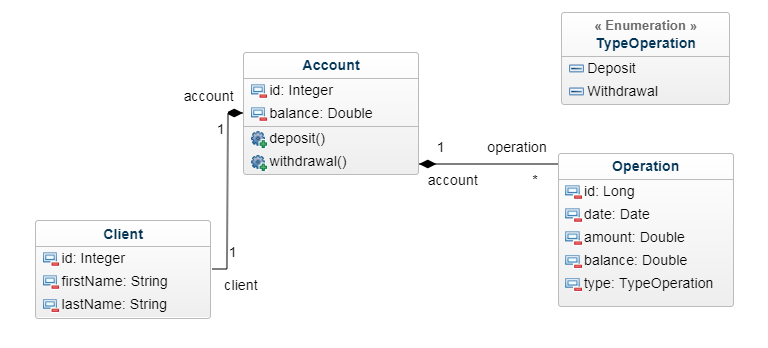 « Enumeration »
TypeOperation
Deposit
Withdrawal
Account
id: Integer
balance: Double
deposit()
withdrawal()
account
1
1
operation
account
*
Operation
id: Long
date: Date
amount: Double
balance: Double
type: TypeOperation
Client
id: Integer
firstName: String
lastName: String
1
client